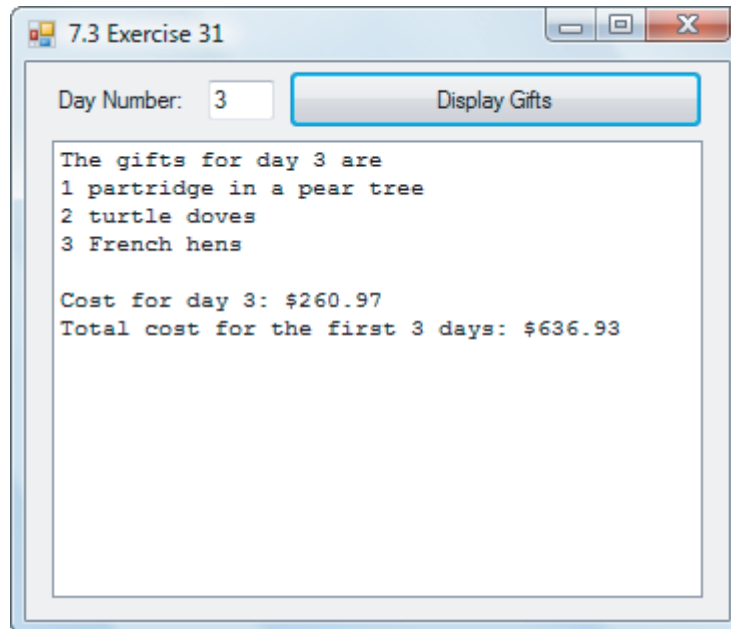 7.3 Exercise 31
Day Number: 3 Display Gifts
The gifts for day 3 are
1 partridge in a pear tree
2 turtle doves
3 French hens
Cost for day 3: $260.97
Total cost for the first 3 days: $636.93